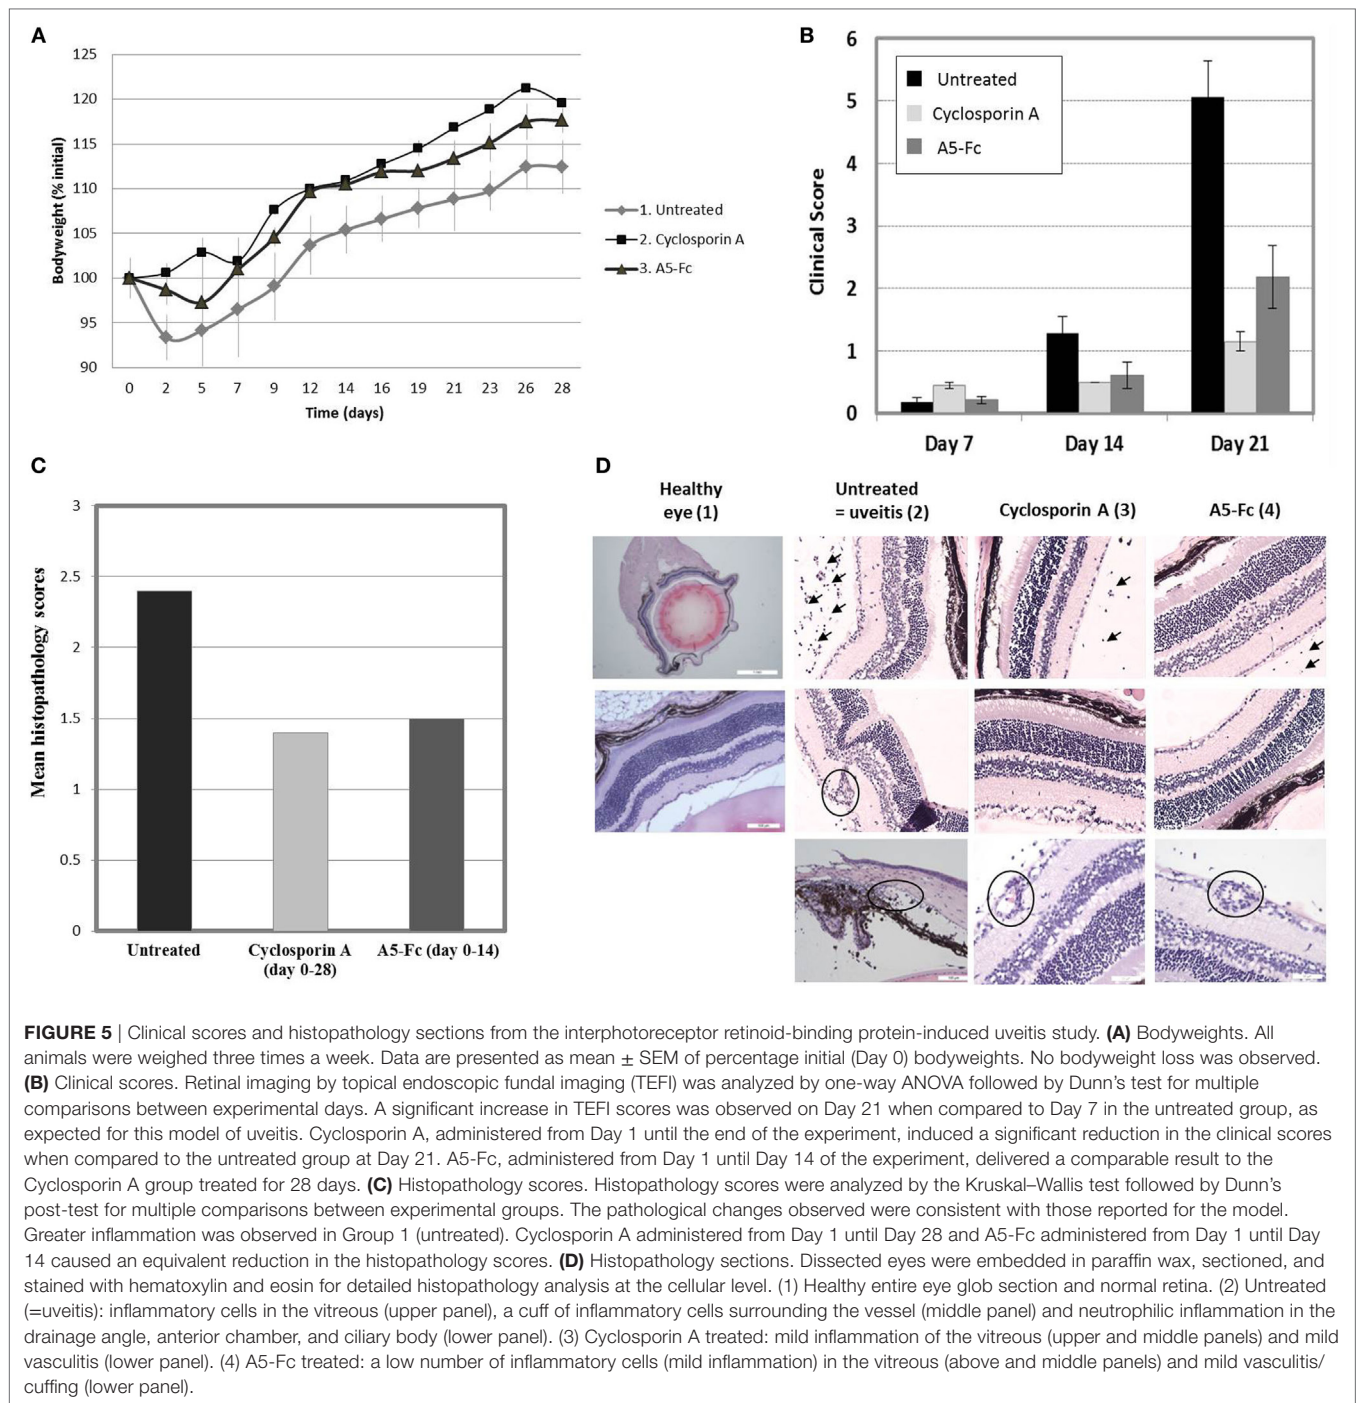 A
125
120
115
110
105
100
95
90
Bodyweight (% initial)
0 2 5 7 9 12 14 16 19 21 23 26 28
Time (days)
1. Untreated
2. Cyclosporin A
3. A5-Fc
B
6
5
4
3
2
1
0
Clinical Score
Untreated
Cyclosporin A
A5-Fc
Day 7 Day 14 Day 21
C
3
2.5
2
1.5
1
0.5
0
Mean histopathology scores
Untreated Cyclosporin A A5-Fc (day 0-14)
(day 0-28)
D
Healthy
eye (1)
Untreated
= uveitis (2)
Cyclosporin A (3)
A5-Fc (4)
FIGURE 5 | Clinical scores and histopathology sections from the interphotoreceptor retinoid-binding protein-induced uveitis study. (A) Bodyweights. All
animals were weighed three times a week. Data are presented as mean ± SEM of percentage initial (Day 0) bodyweights. No bodyweight loss was observed.
(B) Clinical scores. Retinal imaging by topical endoscopic fundal imaging (TEFI) was analyzed by one-way ANOVA followed by Dunn's test for multiple
comparisons between experimental days. A significant increase in TEFI scores was observed on Day 21 when compared to Day 7 in the untreated group, as
expected for this model of uveitis. Cyclosporin A, administered from Day 1 until the end of the experiment, induced a significant reduction in the clinical scores
when compared to the untreated group at Day 21. A5-Fc, administered from Day 1 until Day 14 of the experiment, delivered a comparable result to the
Cyclosporin A group treated for 28 days. (C) Histopathology scores. Histopathology scores were analyzed by the Kruskal–Wallis test followed by Dunn's
post-test for multiple comparisons between experimental groups. The pathological changes observed were consistent with those reported for the model.
Greater inflammation was observed in Group 1 (untreated). Cyclosporin A administered from Day 1 until Day 28 and A5-Fc administered from Day 1 until Day
14 caused an equivalent reduction in the histopathology scores. (D) Histopathology sections. Dissected eyes were embedded in paraffin wax, sectioned, and
stained with hematoxylin and eosin for detailed histopathology analysis at the cellular level. (1) Healthy entire eye glob section and normal retina. (2) Untreated
(=uveitis): inflammatory cells in the vitreous (upper panel), a cuff of inflammatory cells surrounding the vessel (middle panel) and neutrophilic inflammation in the
drainage angle, anterior chamber, and ciliary body (lower panel). (3) Cyclosporin A treated: mild inflammation of the vitreous (upper and middle panels) and mild
vasculitis (lower panel). (4) A5-Fc treated: a low number of inflammatory cells (mild inflammation) in the vitreous (above and middle panels) and mild vasculitis/
cuffing (lower panel).